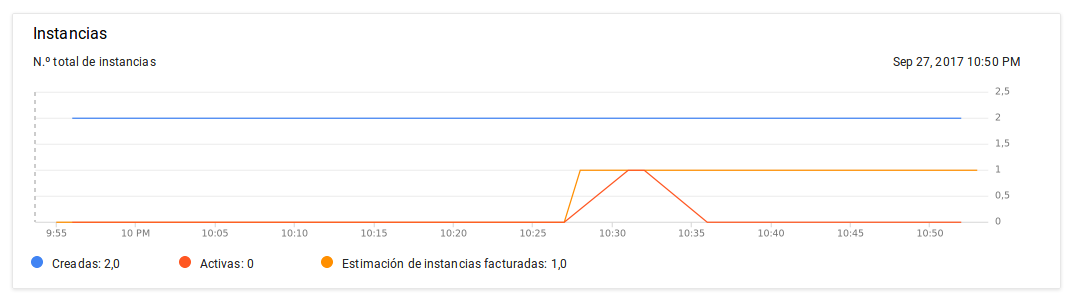 Instancias
N.º total de instancias Sep 27, 2017 10:50 PM
2,5
2
1,5
1
0,5
0
9:55 10 PM 10:05 10:10 10:15 10:20 10:25 10:30 10:35 10:40 10:45 10:50
Creadas: 2,0 Activas: 0 Estimación de instancias facturadas: 1,0